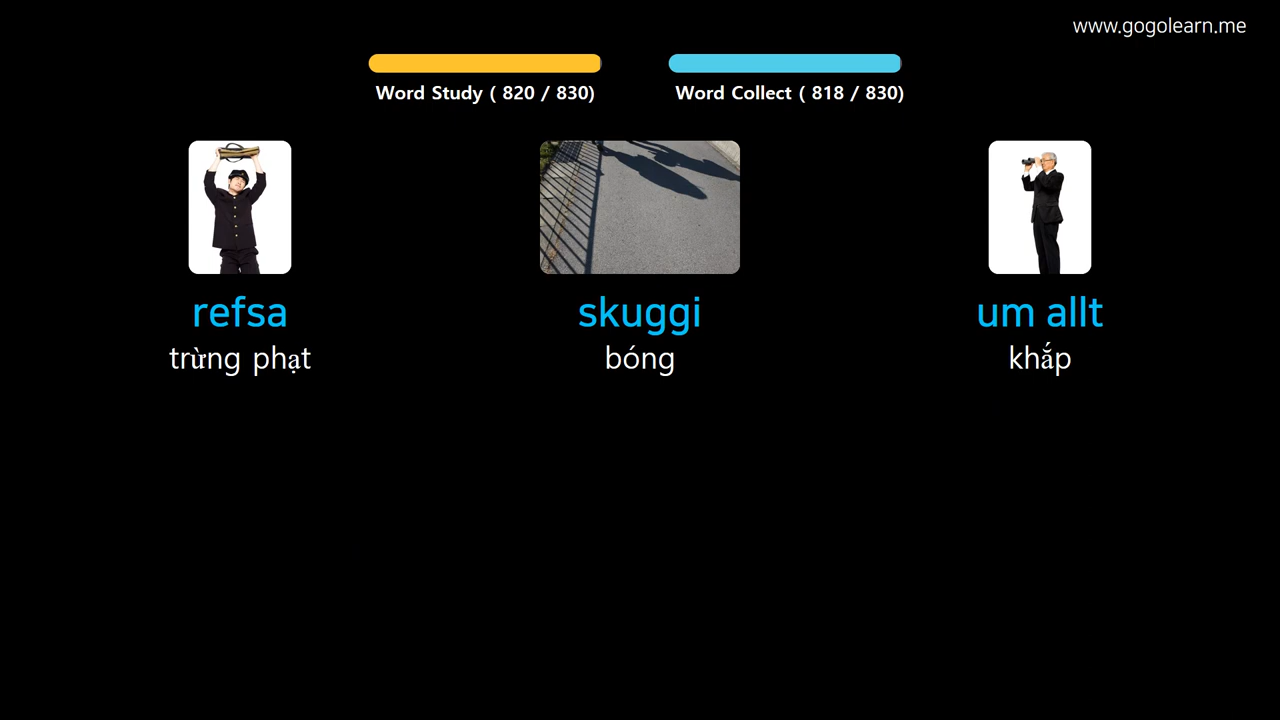 www.gogolearn.me
Word Study ( 820 / 830)
Word Collect ( 818 / 830)
refsa
skuggi
um allt
trừng phạt
bóng
khắp